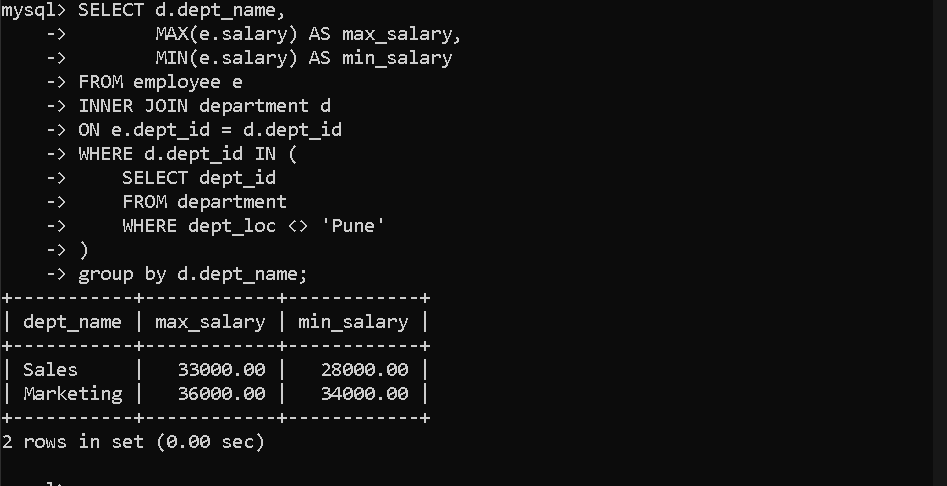 mysql> SELECT d.dept_name,
    ->        MAX(e.salary) AS max_salary,
    ->        MIN(e.salary) AS min_salary
    -> FROM employee e
    -> INNER JOIN department d
    -> ON e.dept_id = d.dept_id
    -> WHERE d.dept_id IN (
    ->     SELECT dept_id
    ->     FROM department
    ->     WHERE dept_loc <> 'Pune'
    -> )
    -> group by d.dept_name;
+-----------+------------+------------+
| dept_name | max_salary | min_salary |
+-----------+------------+------------+
| Sales     |   33000.00 |   28000.00 |
| Marketing |   36000.00 |   34000.00 |
+-----------+------------+------------+
2 rows in set (0.00 sec)